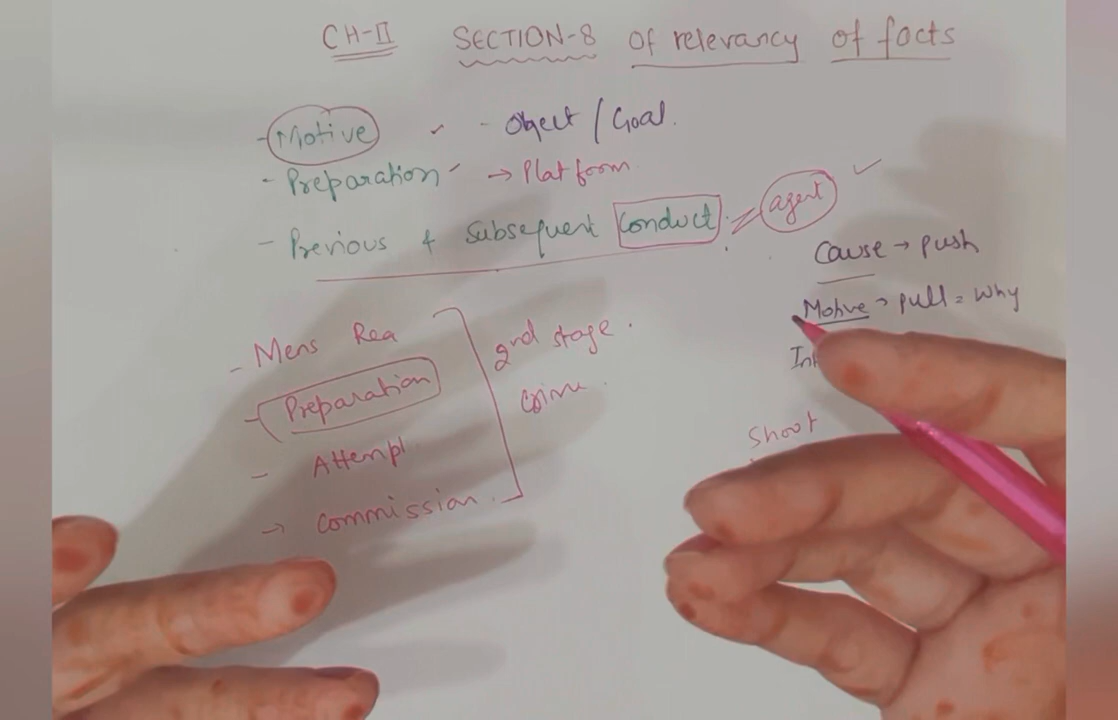 CH-II SECTION-8 of relevancy of facts
- Motive ✓ - Object / Goal.
- Preparation ✓ → Platform
- Previous & Subsequent Conduct. = agent ✓
Cause → push
Motive → pull = Why
- Mens Rea
- Preparation
2nd stage.
crime.
- Attempt
Shoot
→ Commission.